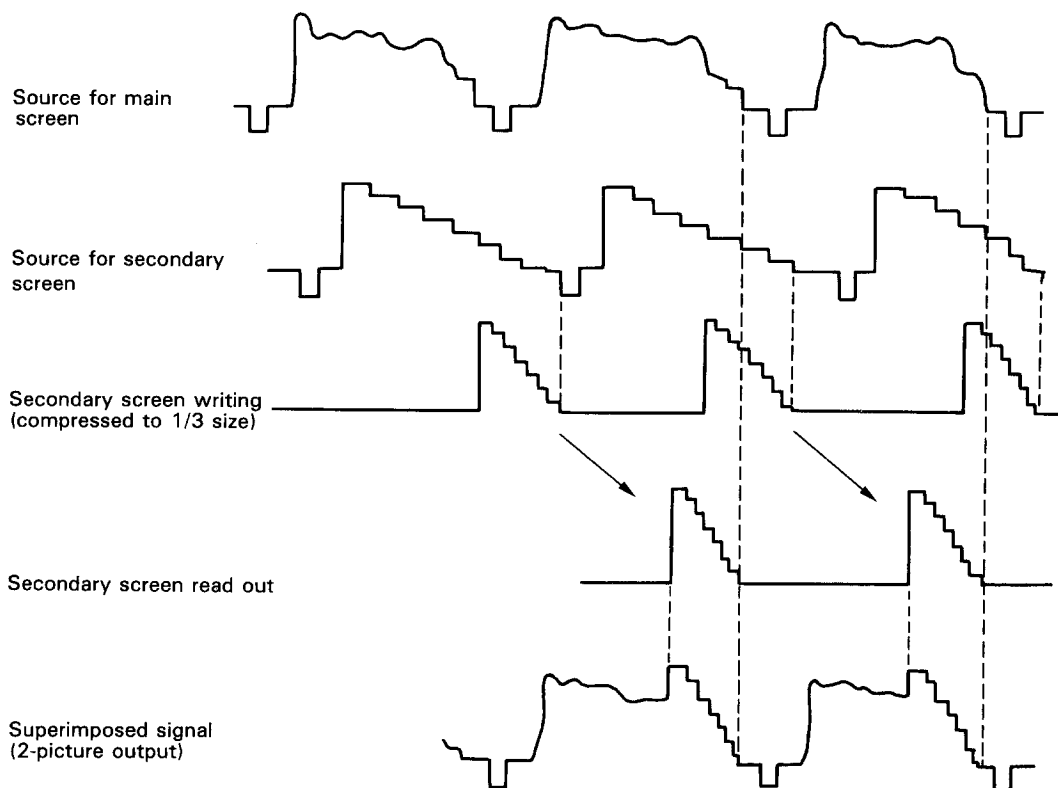 Source for main
screen
Source for secondary
screen
Secondary screen writing
(compressed to 1/3 size)
Secondary screen read out
Superimposed signal
(2-picture output)